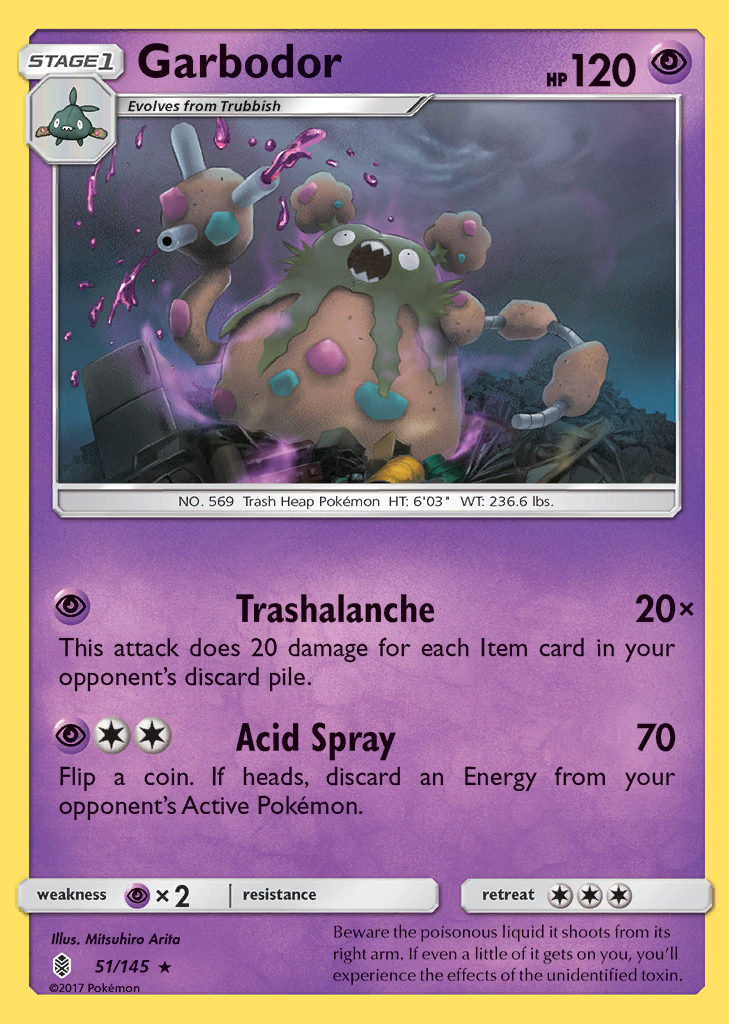 STAGE1
Garbodor
HP 120
Evolves from Trubbish
NO. 569 Trash Heap Pokémon HT: 6'03" WT: 236.6 lbs.
Trashalanche 20×
This attack does 20 damage for each Item card in your
opponent's discard pile.
Acid Spray 70
Flip a coin. If heads, discard an Energy from your
opponent's Active Pokémon.
weakness × 2 resistance retreat
Illus. Mitsuhiro Arita
51/145 ★
©2017 Pokémon
Beware the poisonous liquid it shoots from its
right arm. If even a little of it gets on you, you'll
experience the effects of the unidentified toxin.